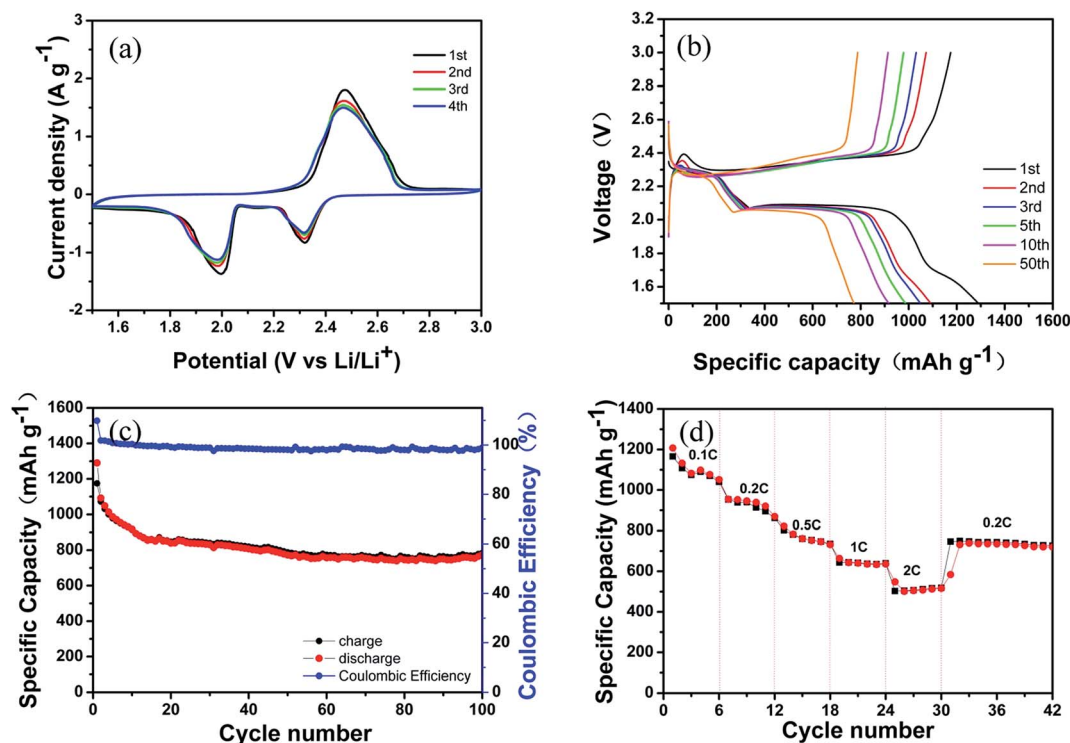 (a)
1st
2nd
3rd
4th
Current density (A g⁻¹)
3
2
1
0
-1
-2
1.6 1.8 2.0 2.2 2.4 2.6 2.8 3.0
Potential (V vs Li/Li⁺)
(b)
1st
2nd
3rd
5th
10th
50th
Voltage（V）
3.0
2.8
2.6
2.4
2.2
2.0
1.8
1.6
0 200 400 600 800 1000 1200 1400 1600
Specific capacity（mAh g⁻¹）
(c)
Specific Capacity（mAh g⁻¹）
1600
1400
1200
1000
800
600
400
200
0
charge
discharge
Coulombic Efficiency
100
80
60
40
20
0
Coulombic Efficiency（%）
0 20 40 60 80 100
Cycle number
(d)
Specific Capacity (mAh g⁻¹)
1400
1200
1000
800
600
400
200
0
0.1C
0.2C
0.5C
1C
2C
0.2C
0 6 12 18 24 30 36 42
Cycle number